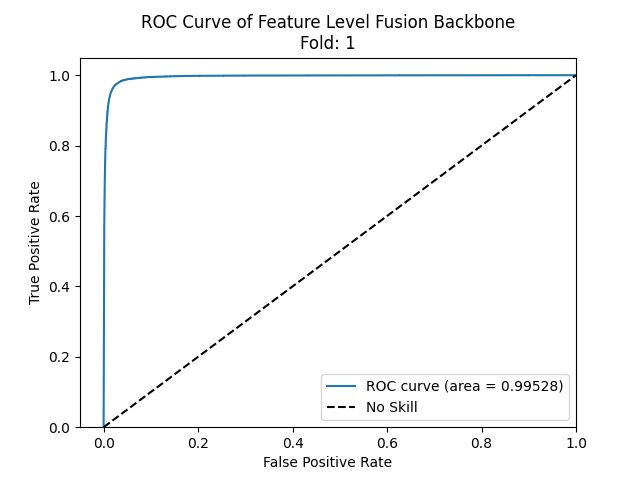 ROC Curve of Feature Level Fusion Backbone
Fold: 1
True Positive Rate
1.0
0.8
0.6
0.4
0.2
0.0
ROC curve (area = 0.99528)
No Skill
0.0 0.2 0.4 0.6 0.8 1.0
False Positive Rate